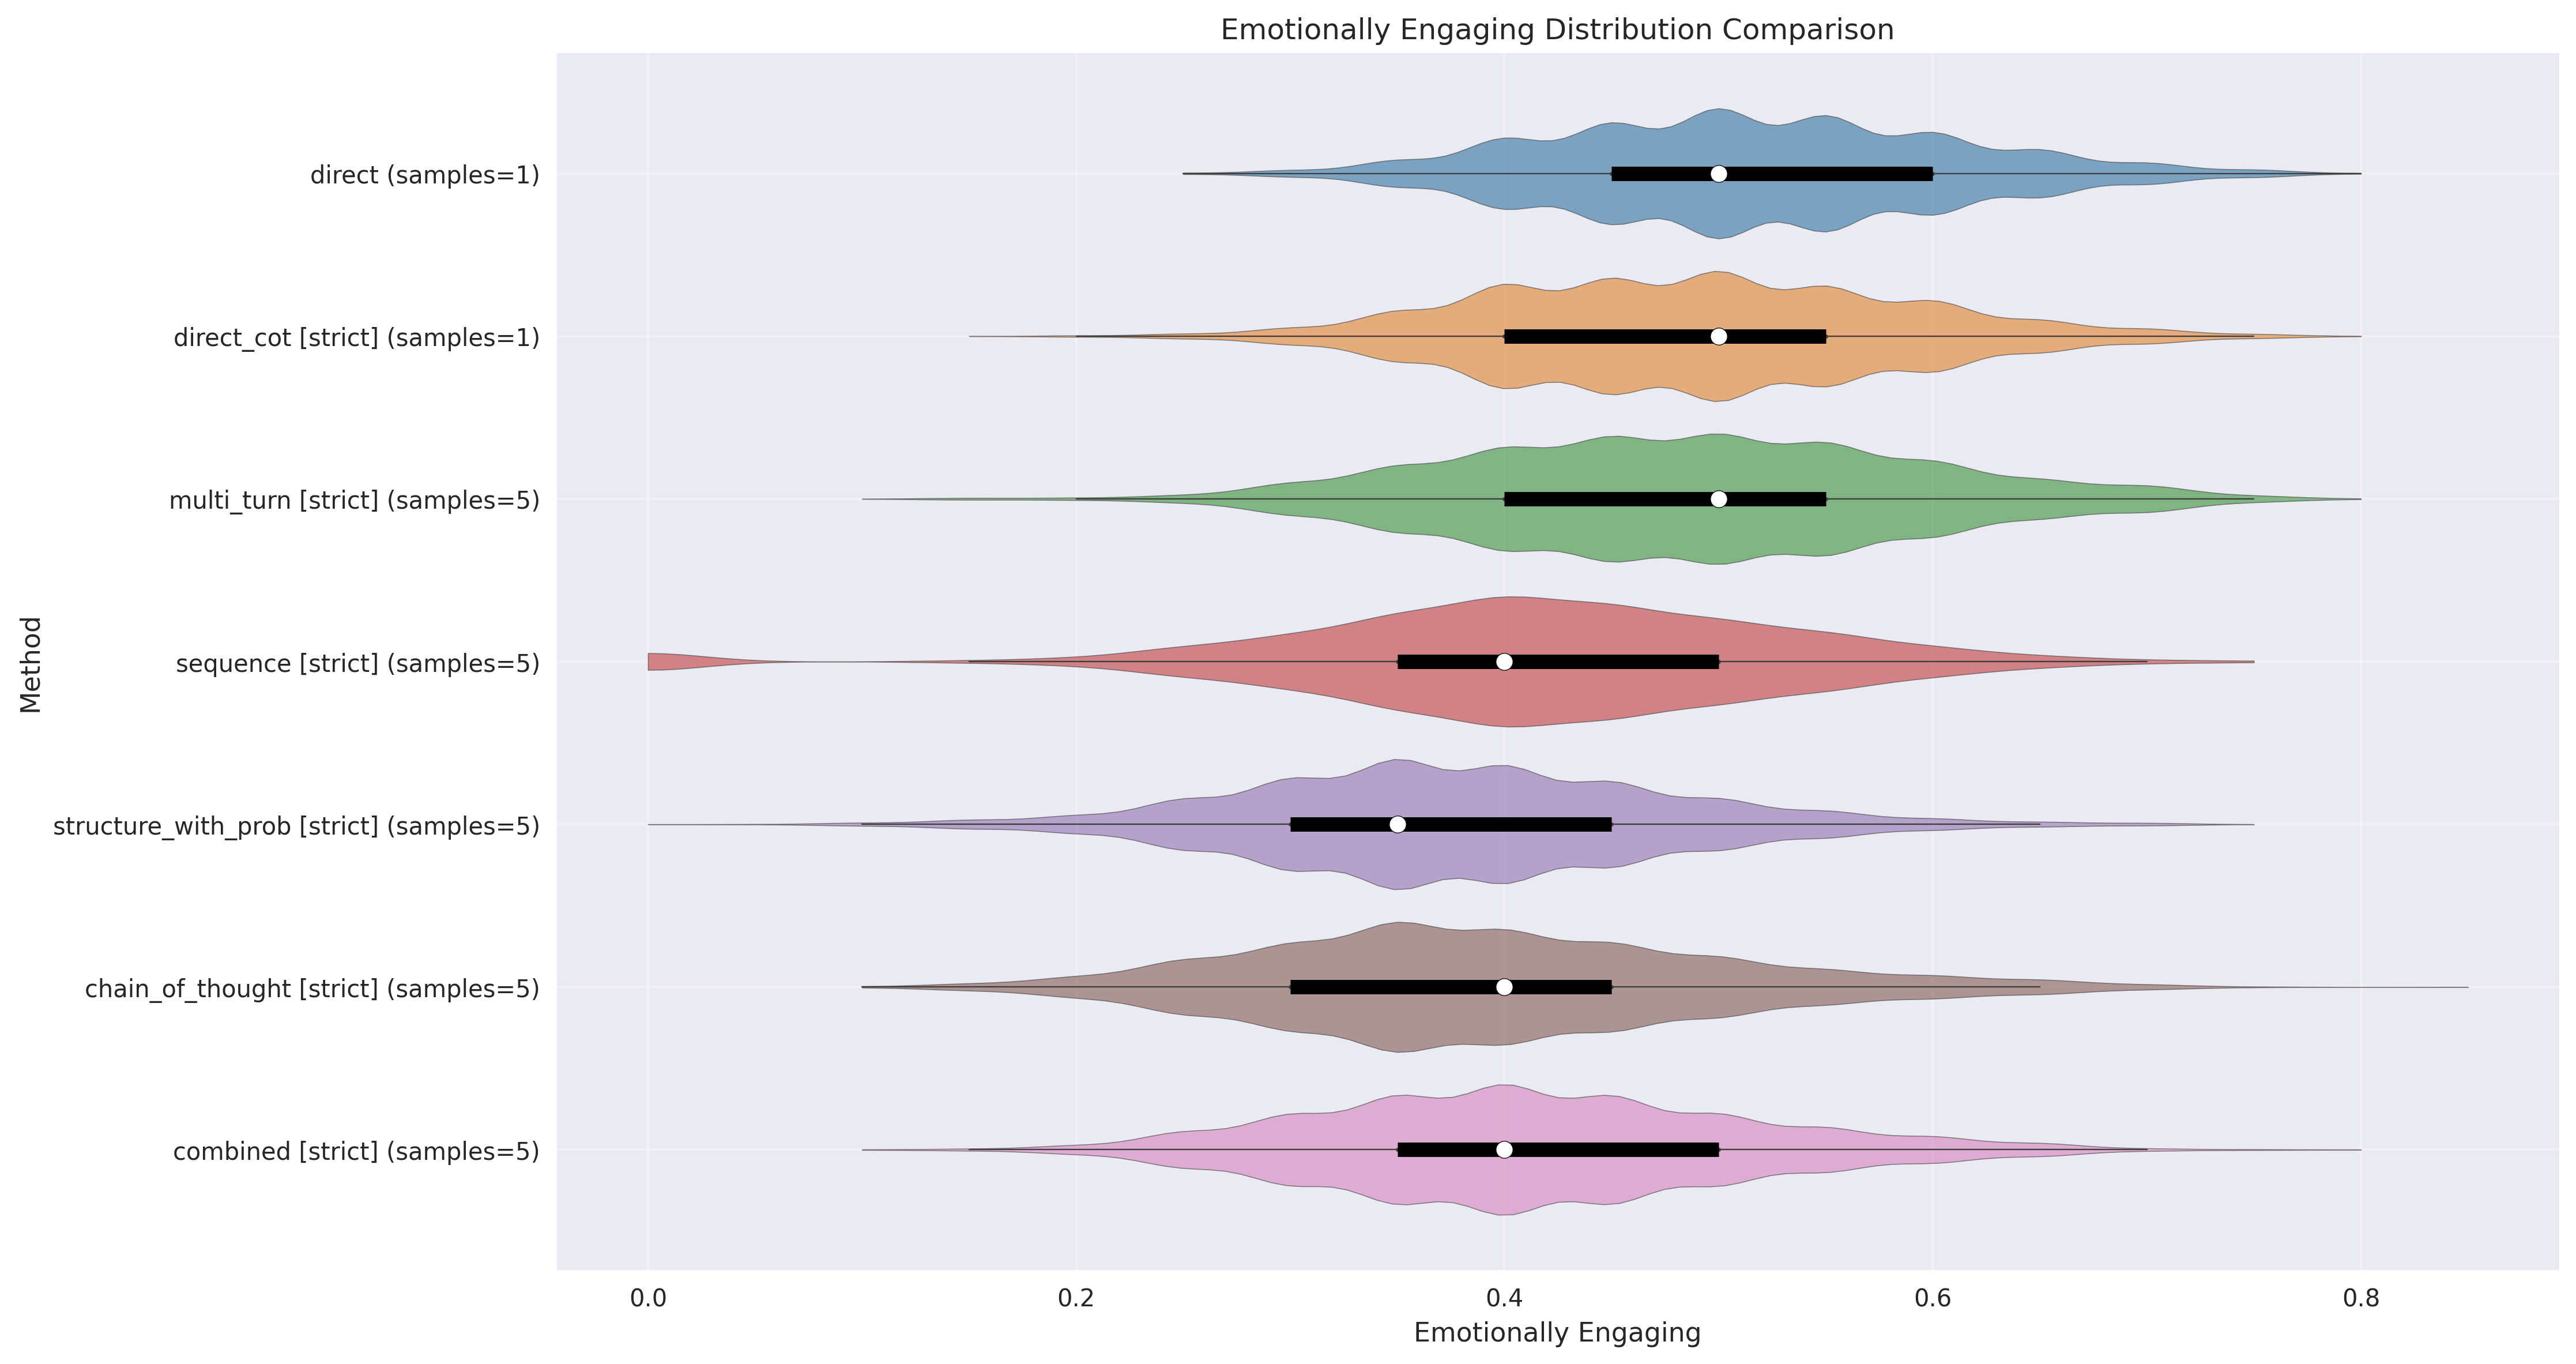 Emotionally Engaging Distribution Comparison
direct (samples=1)
direct_cot [strict] (samples=1)
multi_turn [strict] (samples=5)
sequence [strict] (samples=5)
structure_with_prob [strict] (samples=5)
chain_of_thought [strict] (samples=5)
combined [strict] (samples=5)
Method
0.0 0.2 0.4 0.6 0.8
Emotionally Engaging